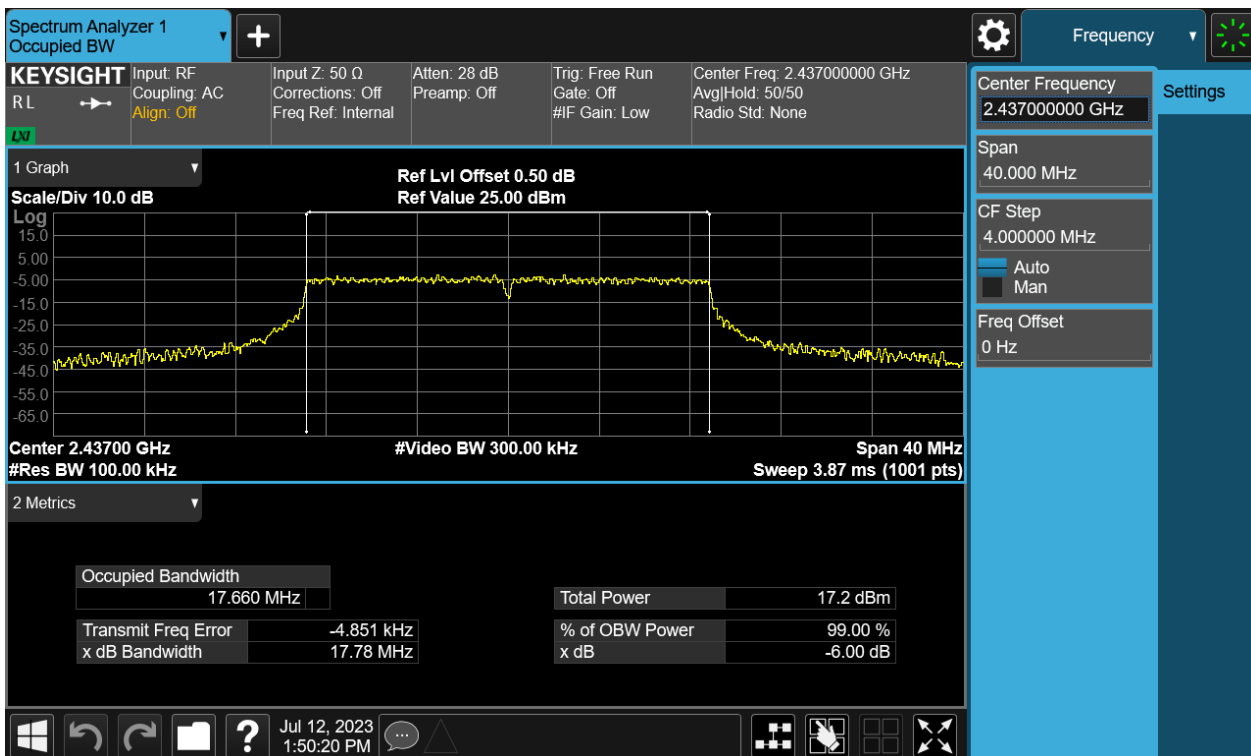 Spectrum Analyzer 1
Occupied BW
Frequency
KEYSIGHT
R L
LXI
Input: RF
Coupling: AC
Align: Off
Input Z: 50 Ω
Corrections: Off
Freq Ref: Internal
Atten: 28 dB
Preamp: Off
Trig: Free Run
Gate: Off
#IF Gain: Low
Center Freq: 2.437000000 GHz
Avg|Hold: 50/50
Radio Std: None
Center Frequency
2.437000000 GHz
Settings
Span
40.000 MHz
CF Step
4.000000 MHz
Auto
Man
Freq Offset
0 Hz
1 Graph
Ref Lvl Offset 0.50 dB
Scale/Div 10.0 dB
Ref Value 25.00 dBm
Log
15.0
5.00
-5.00
-15.0
-25.0
-35.0
-45.0
-55.0
-65.0
Center 2.43700 GHz
#Video BW 300.00 kHz
Span 40 MHz
#Res BW 100.00 kHz
Sweep 3.87 ms (1001 pts)
2 Metrics
Occupied Bandwidth
17.660 MHz
Total Power 17.2 dBm
Transmit Freq Error -4.851 kHz
% of OBW Power 99.00 %
x dB Bandwidth 17.78 MHz
x dB -6.00 dB
?
Jul 12, 2023
1:50:20 PM